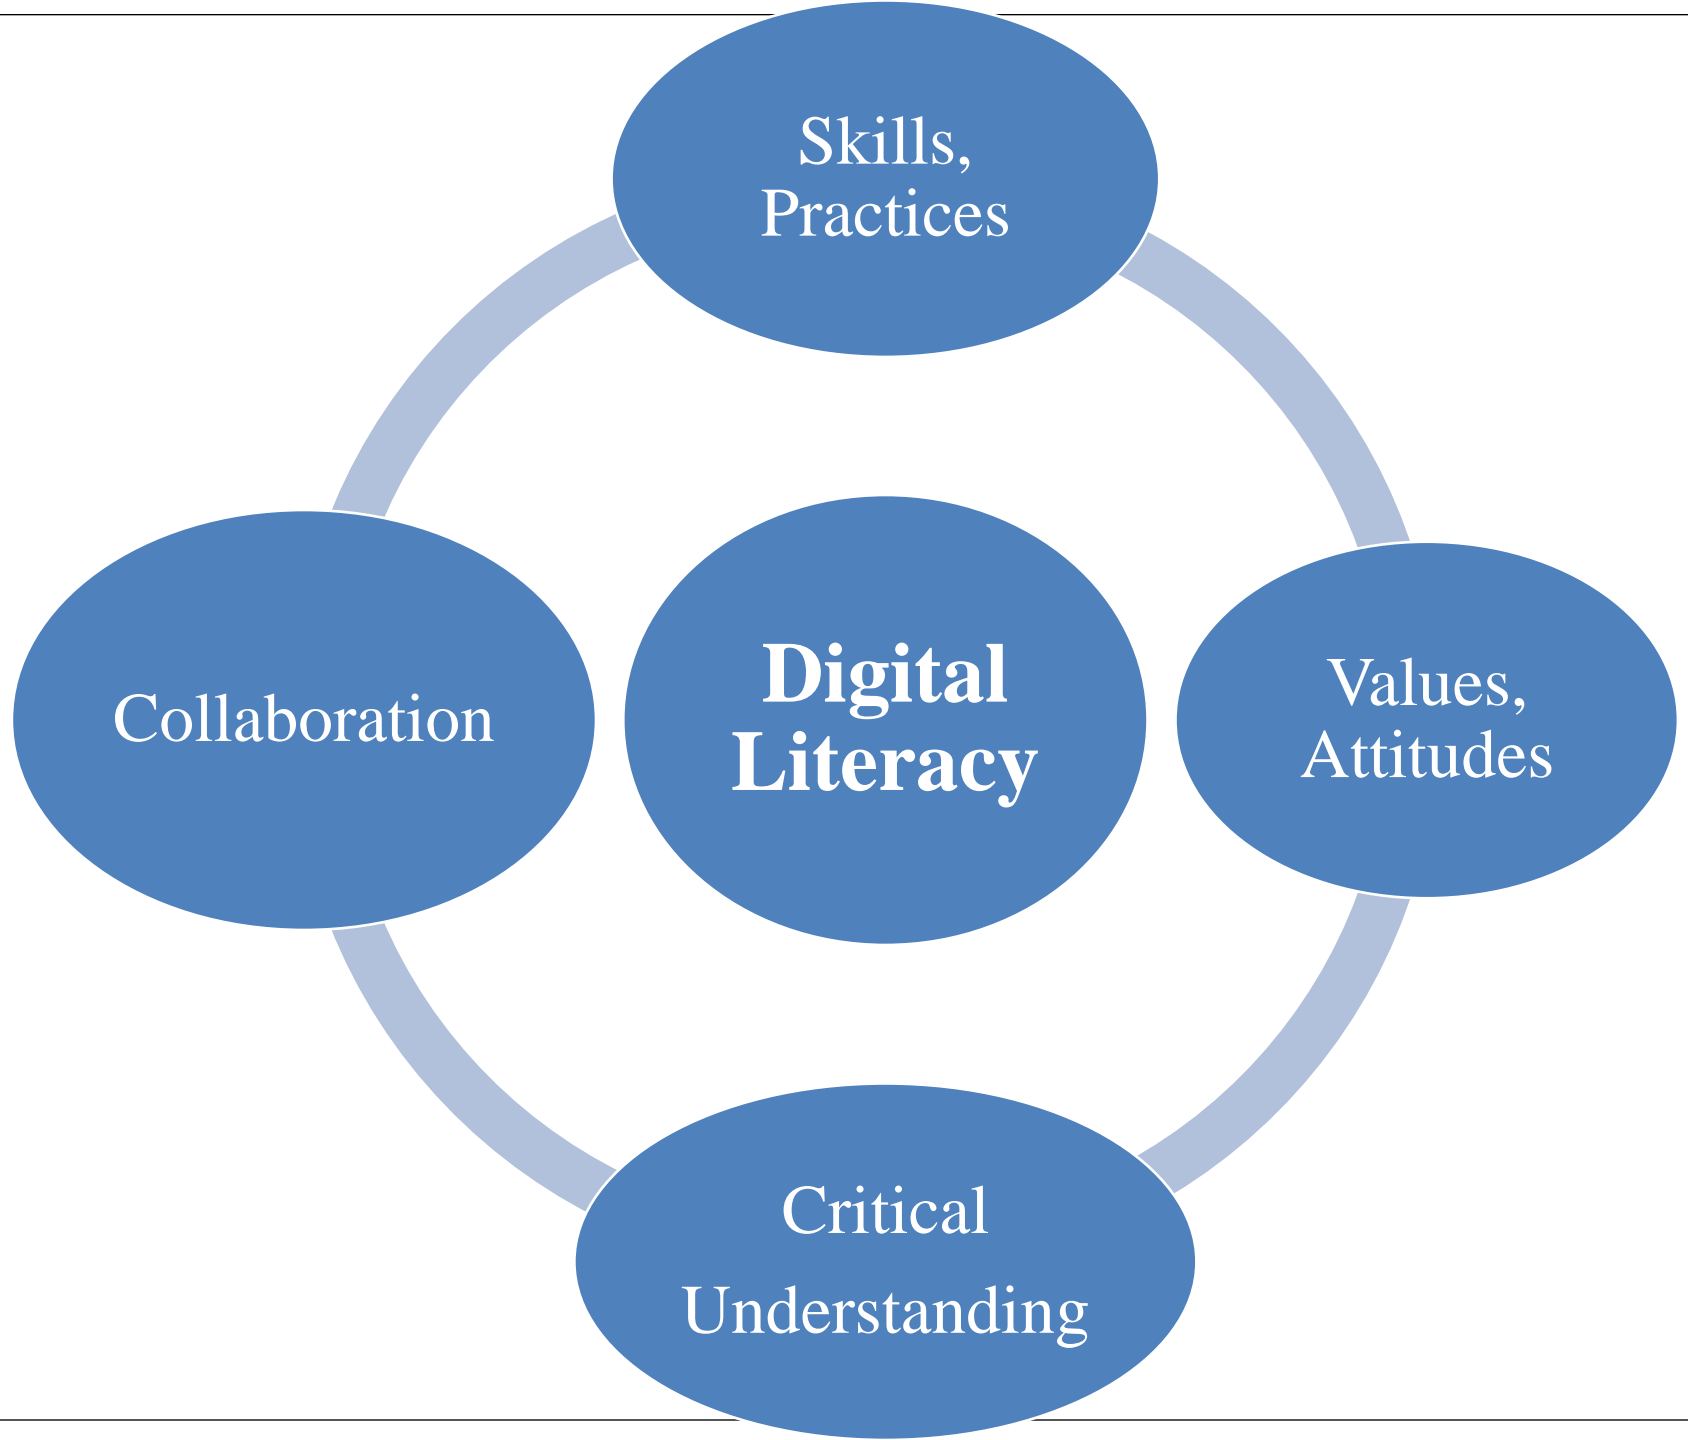 Skills,
Practices
Collaboration
Digital
Literacy
Values,
Attitudes
Critical
Understanding